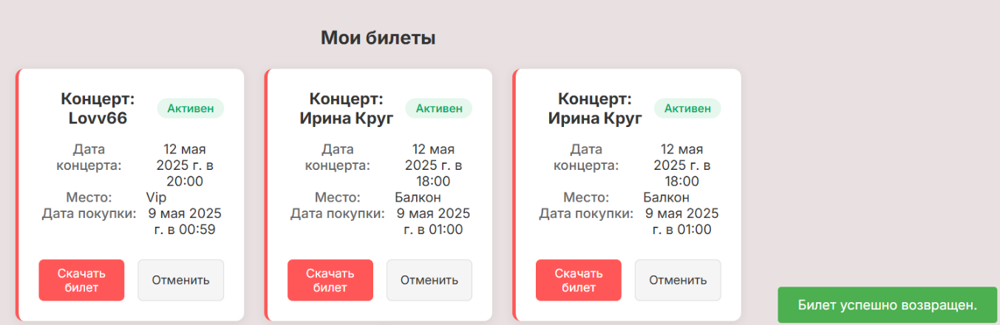 Мои билеты
Концерт:
Lovv66
Активен
Дата
концерта:
12 мая
2025 г. в
20:00
Место:
Vip
Дата покупки:
9 мая 2025
г. в 00:59
Скачать
билет
Отменить
Концерт:
Ирина Круг
Активен
Дата
концерта:
12 мая
2025 г. в
18:00
Место:
Балкон
Дата покупки:
9 мая 2025
г. в 01:00
Скачать
билет
Отменить
Концерт:
Ирина Круг
Активен
Дата
концерта:
12 мая
2025 г. в
18:00
Место:
Балкон
Дата покупки:
9 мая 2025
г. в 01:00
Скачать
билет
Отменить
Билет успешно возвращен.